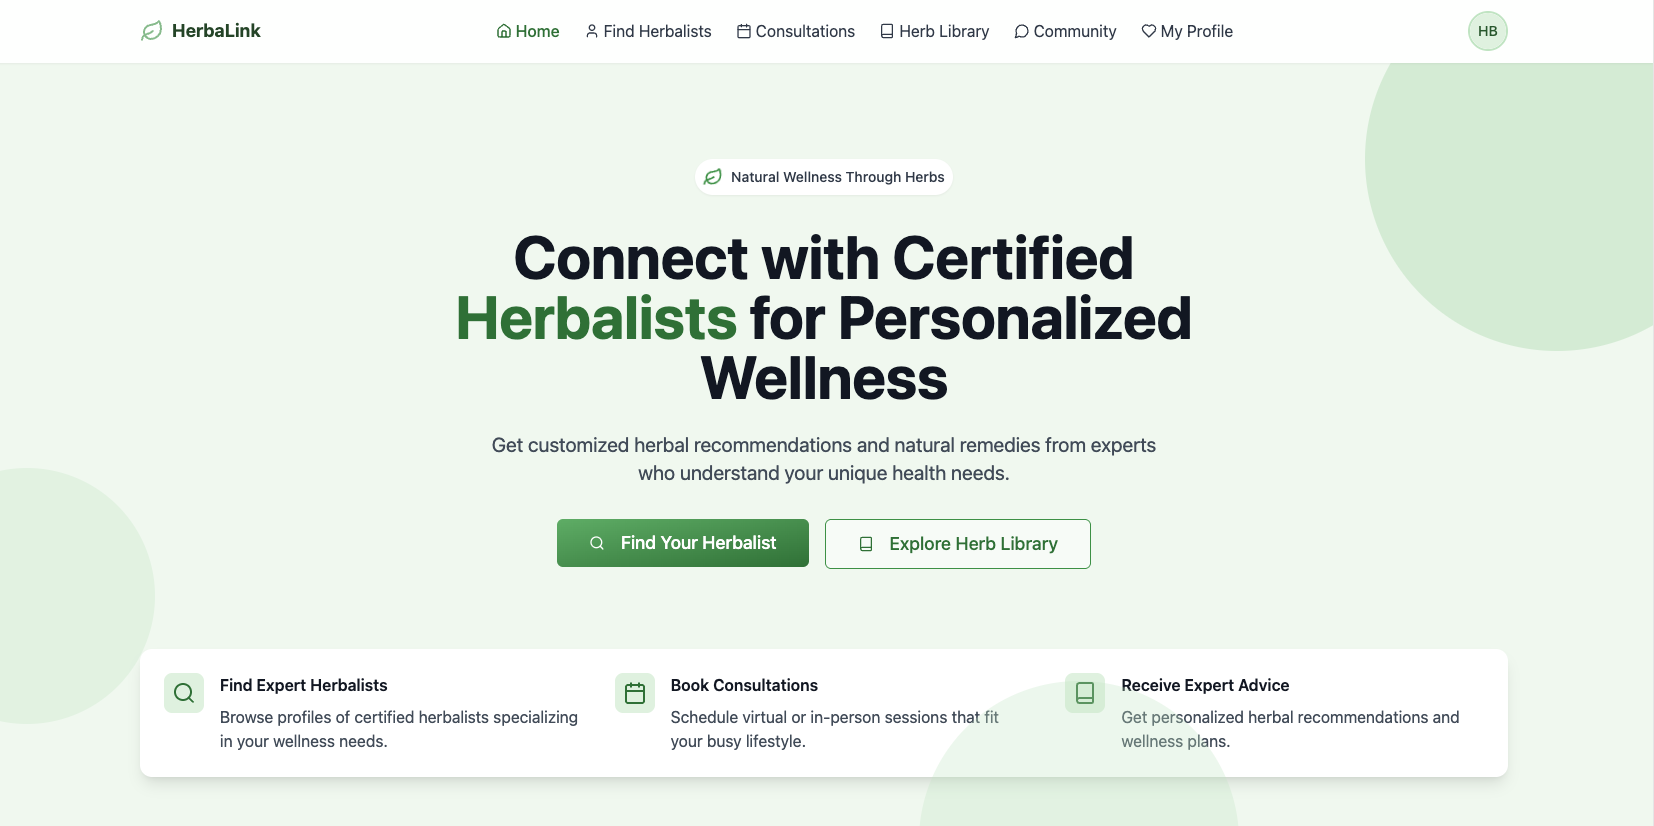 HerbaLink
Home
Find Herbalists
Consultations
Herb Library
Community
My Profile
HB
Natural Wellness Through Herbs
Connect with Certified
Herbalists for Personalized
Wellness
Get customized herbal recommendations and natural remedies from experts
who understand your unique health needs.
Find Your Herbalist
Explore Herb Library
Find Expert Herbalists
Browse profiles of certified herbalists specializing
in your wellness needs.
Book Consultations
Schedule virtual or in-person sessions that fit
your busy lifestyle.
Receive Expert Advice
Get personalized herbal recommendations and
wellness plans.